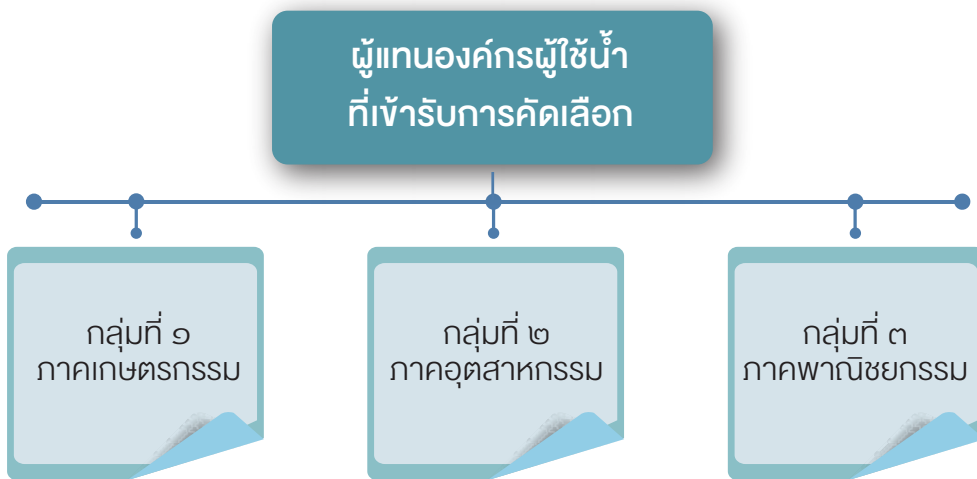 ผู้แทนองค์กรผู้ใช้น้ำ
ที่เข้ารับการคัดเลือก
กลุ่มที่ ๑
ภาคเกษตรกรรม
กลุ่มที่ ๒
ภาคอุตสาหกรรม
กลุ่มที่ ๓
ภาคพาณิชยกรรม